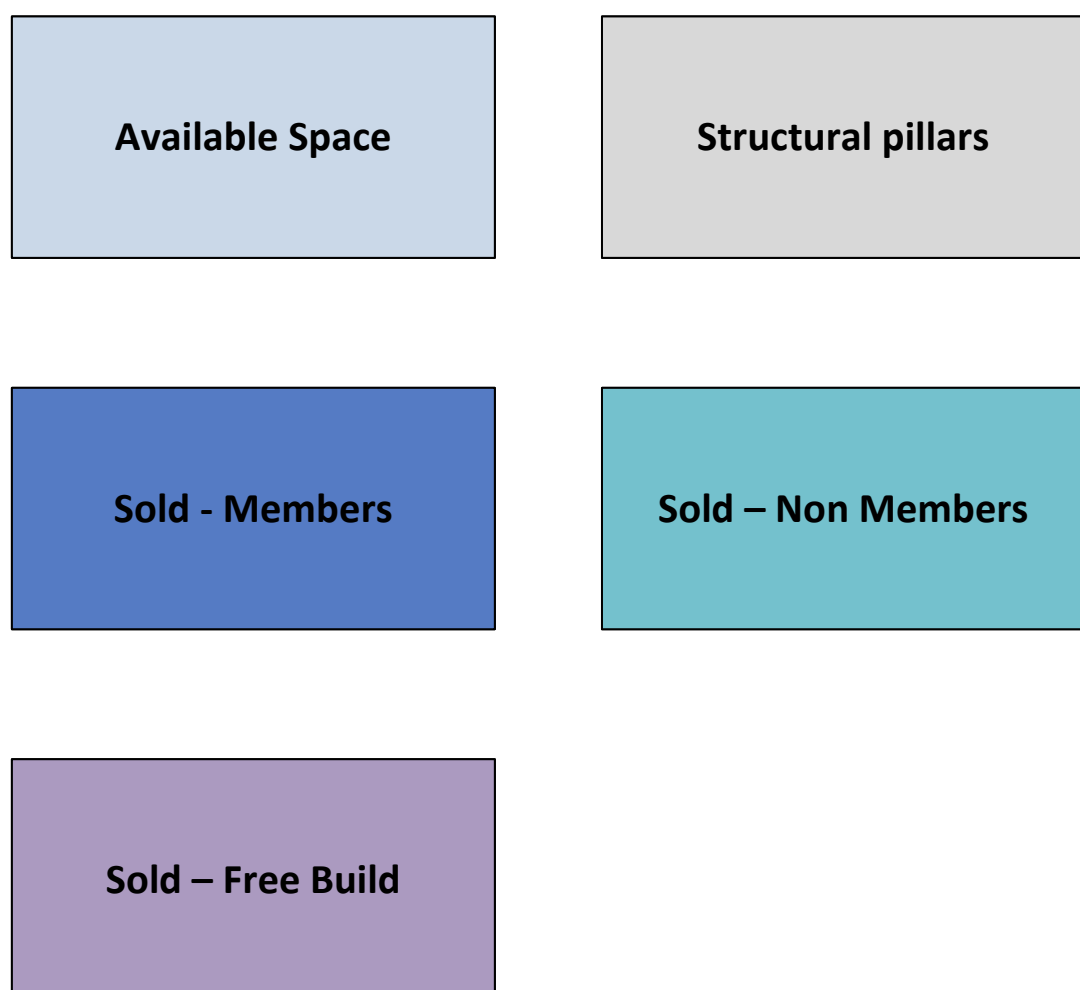 Available Space
Structural pillars
Sold - Members
Sold – Non Members
Sold – Free Build